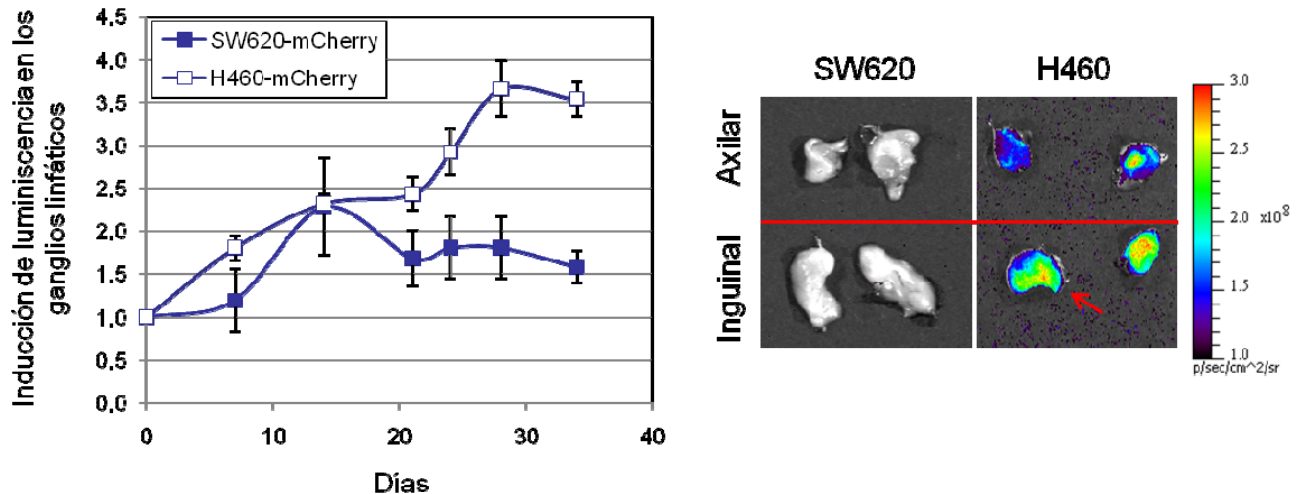 Inducción de luminiscencia en los
ganglios linfáticos
4,5
4,0
3,5
3,0
2,5
2,0
1,5
1,0
0,5
0,0
SW620-mCherry
H460-mCherry
0
10
20
30
40
Días
SW620
H460
Axilar
Inguinal
3.0
2.5
2.0
x10⁸
1.5
1.0
p/sec/cm^2/sr